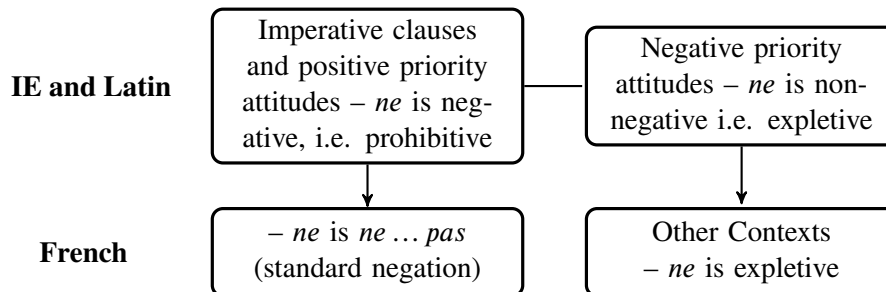 Imperative clauses
and positive priority
attitudes – ne is neg-
ative, i.e. prohibitive
Negative priority
attitudes – ne is non-
negative i.e. expletive
IE and Latin
– ne is ne … pas
(standard negation)
Other Contexts
– ne is expletive
French